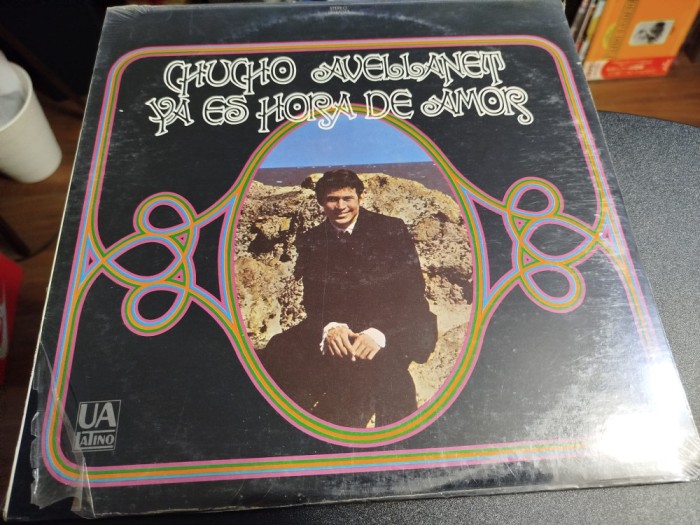 CHUCHO AVELLANET
YA ES HORA DE AMOR
UA
LATINO